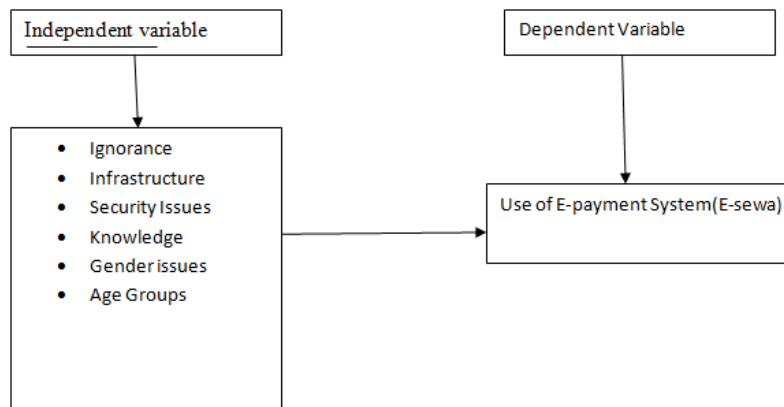 Independent variable
Dependent Variable
• Ignorance
• Infrastructure
• Security Issues
• Knowledge
• Gender issues
• Age Groups
Use of E-payment System(E-sewa)